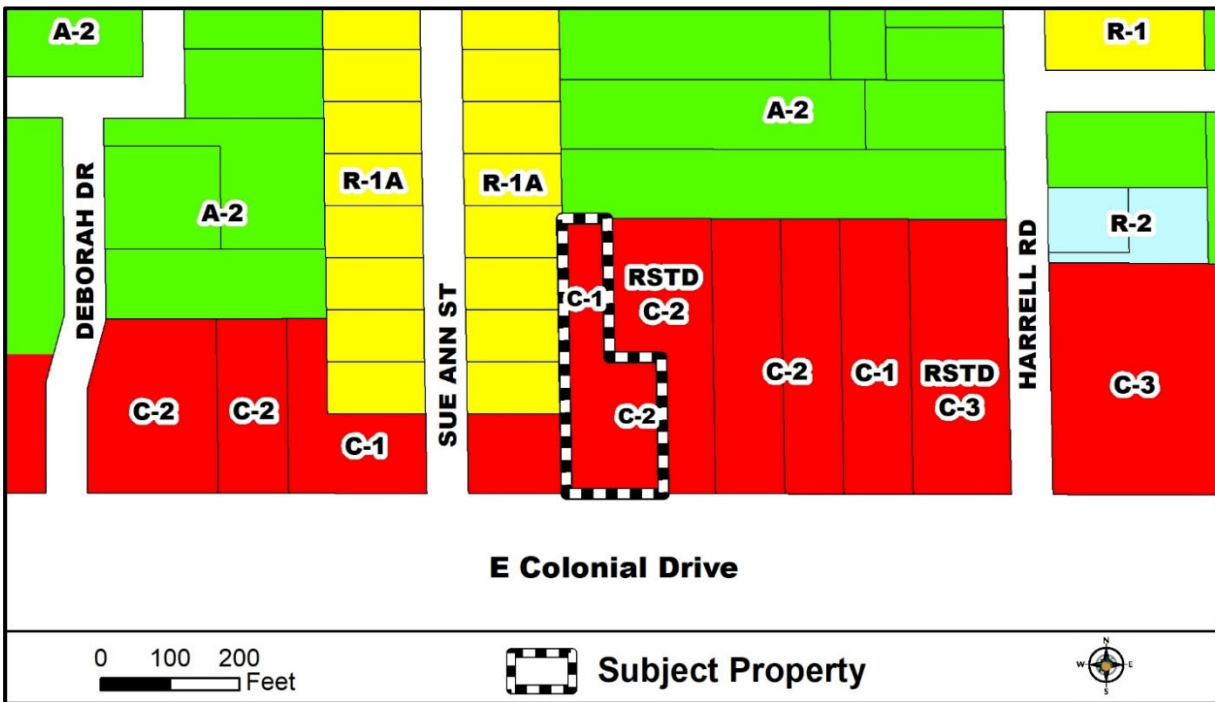 A-2
R-1
A-2
R-1A
R-1A
A-2
R-2
DEBORAH DR
SUE ANN ST
HARRELL RD
C-1
RSTD
C-2
C-2
C-2
C-1
C-2
C-2
C-1
RSTD
C-3
C-3
E Colonial Drive
0 100 200
Feet
Subject Property
N
W E
S